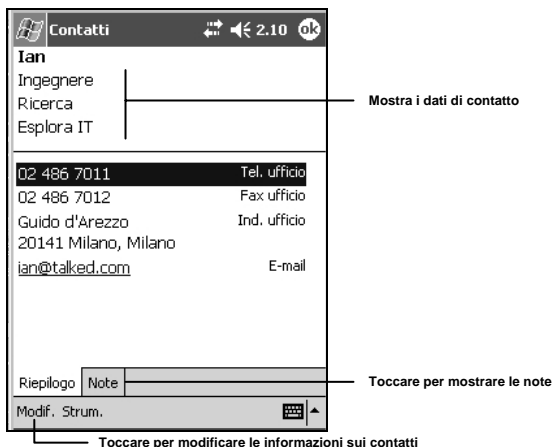 Contatti 2.10 ok
Ian
Ingegnere
Ricerca
Esplora IT
Mostra i dati di contatto
02 486 7011 Tel. ufficio
02 486 7012 Fax ufficio
Guido d'Arezzo Ind. ufficio
20141 Milano, Milano
ian@talked.com E-mail
Riepilogo Note
Toccare per mostrare le note
Modif. Strum.
Toccare per modificare le informazioni sui contatti